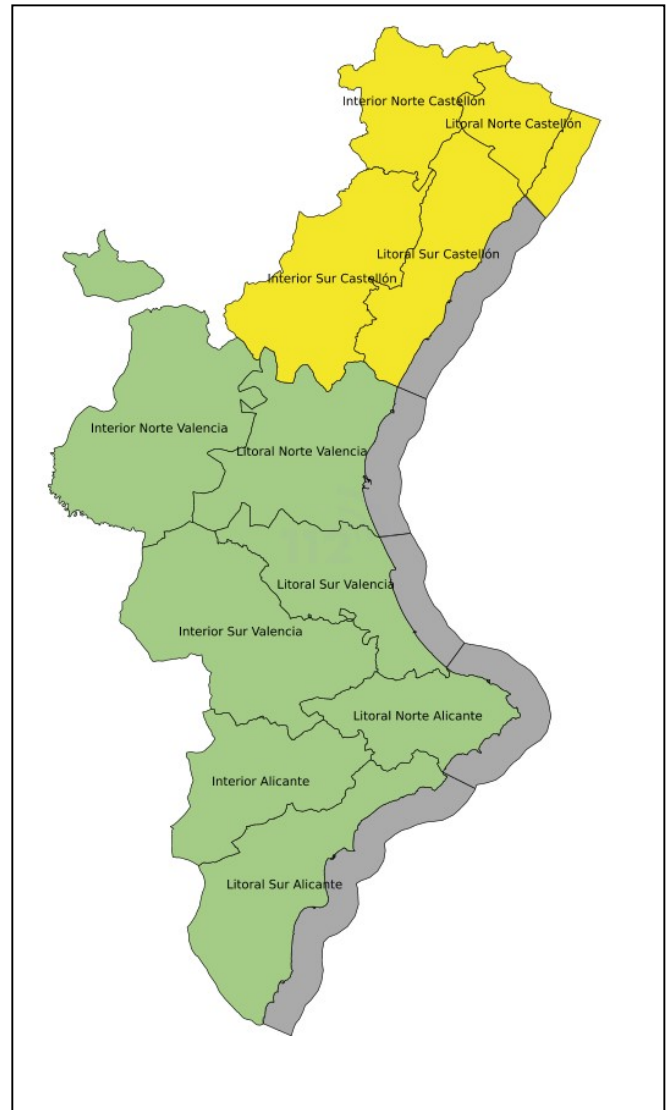 Interior Norte Castellón
Litoral Norte Castellón
Litoral Sur Castellón
Interior Sur Castellón
Interior Norte Valencia
Litoral Norte Valencia
112
Litoral Sur Valencia
Interior Sur Valencia
Litoral Norte Alicante
Interior Alicante
Litoral Sur Alicante